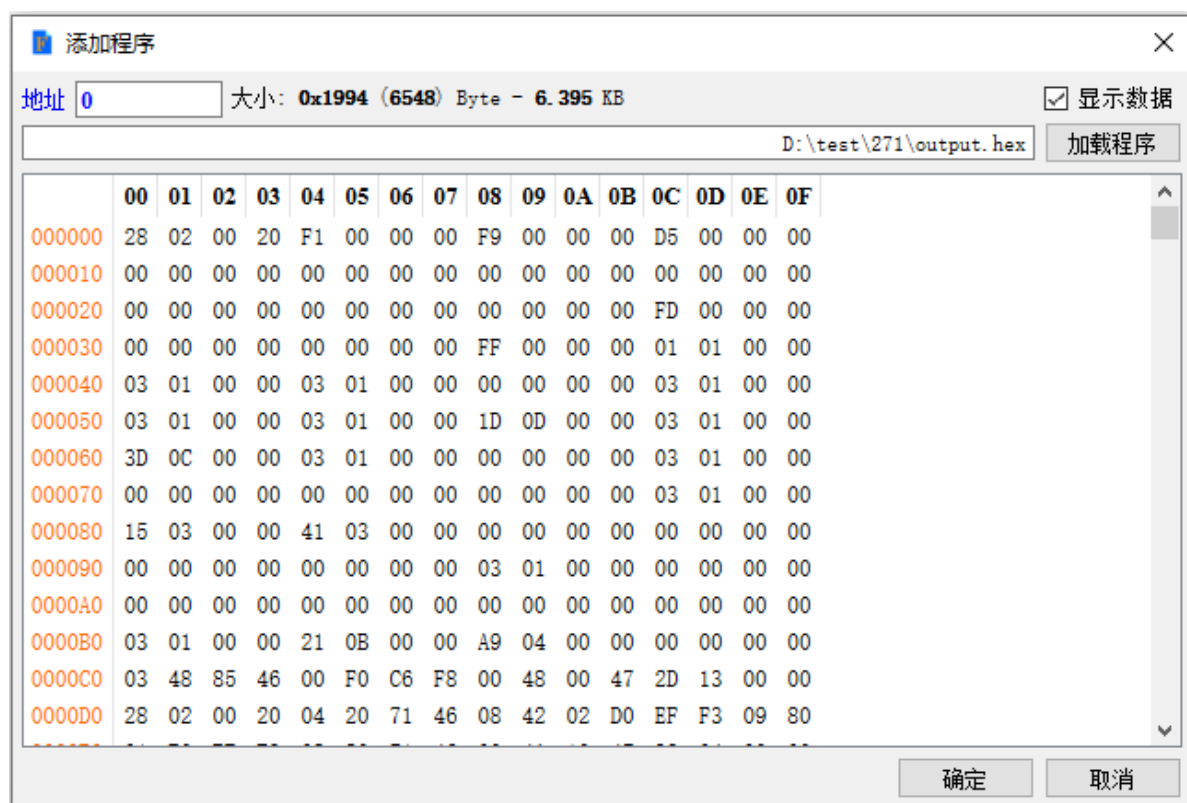 添加程序
地址 0 大小: 0x1994 (6548) Byte - 6.395 KB 显示数据
D:\test\271\output.hex 加载程序
00 01 02 03 04 05 06 07 08 09 0A 0B 0C 0D 0E 0F
000000 28 02 00 20 F1 00 00 00 F9 00 00 00 D5 00 00 00
000010 00 00 00 00 00 00 00 00 00 00 00 00 00 00 00 00
000020 00 00 00 00 00 00 00 00 00 00 00 00 FD 00 00 00
000030 00 00 00 00 00 00 00 00 FF 00 00 00 01 01 00 00
000040 03 01 00 00 03 01 00 00 00 00 00 00 03 01 00 00
000050 03 01 00 00 03 01 00 00 1D 0D 00 00 03 01 00 00
000060 3D 0C 00 00 03 01 00 00 00 00 00 00 03 01 00 00
000070 00 00 00 00 00 00 00 00 00 00 00 00 03 01 00 00
000080 15 03 00 00 41 03 00 00 00 00 00 00 00 00 00 00
000090 00 00 00 00 00 00 00 00 03 01 00 00 00 00 00 00
0000A0 00 00 00 00 00 00 00 00 00 00 00 00 00 00 00 00
0000B0 03 01 00 00 21 0B 00 00 A9 04 00 00 00 00 00 00
0000C0 03 48 85 46 00 F0 C6 F8 00 48 00 47 2D 13 00 00
0000D0 28 02 00 20 04 20 71 46 08 42 02 D0 EF F3 09 80
确定 取消